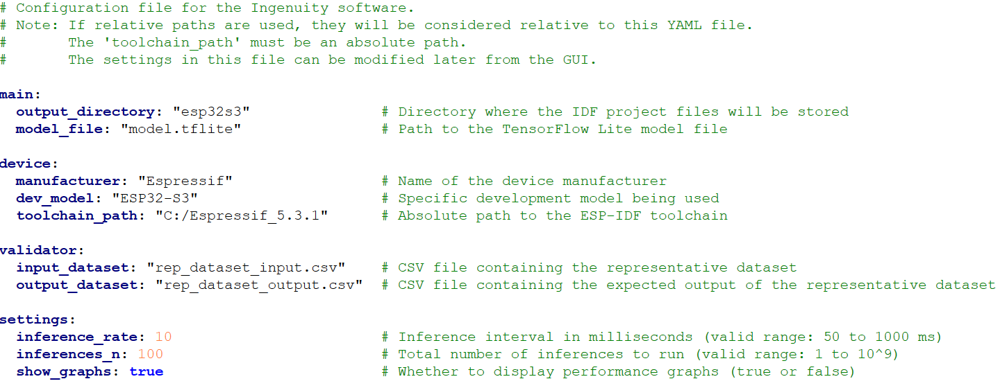 # Configuration file for the Ingenuity software.
# Note: If relative paths are used, they will be considered relative to this YAML file.
#       The 'toolchain_path' must be an absolute path.
#       The settings in this file can be modified later from the GUI.

main:
  output_directory: "esp32s3"               # Directory where the IDF project files will be stored
  model_file: "model.tflite"                # Path to the TensorFlow Lite model file

device:
  manufacturer: "Espressif"                 # Name of the device manufacturer
  dev_model: "ESP32-S3"                     # Specific development model being used
  toolchain_path: "C:/Espressif_5.3.1"      # Absolute path to the ESP-IDF toolchain

validator:
  input_dataset: "rep_dataset_input.csv"    # CSV file containing the representative dataset
  output_dataset: "rep_dataset_output.csv"  # CSV file containing the expected output of the representative dataset

settings:
  inference_rate: 10                        # Inference interval in milliseconds (valid range: 50 to 1000 ms)
  inferences_n: 100                         # Total number of inferences to run (valid range: 1 to 10^9)
  show_graphs: true                         # Whether to display performance graphs (true or false)